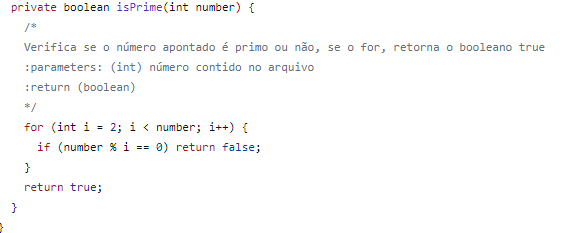 private boolean isPrime(int number) {
/*
Verifica se o número apontado é primo ou não, se o for, retorna o booleano true
:parameters: (int) número contido no arquivo
:return (boolean)
*/
for (int i = 2; i < number; i++) {
if (number % i == 0) return false;
}
return true;
}
}